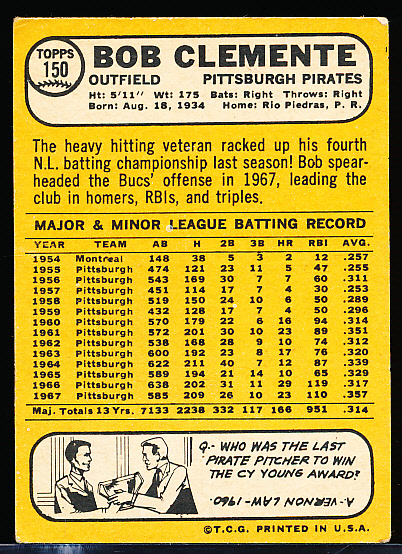 TOPPS
150
BOB CLEMENTE
OUTFIELD PITTSBURGH PIRATES
Ht: 5'11" Wt: 175 Bats: Right Throws: Right
Born: Aug. 18, 1934 Home: Rio Piedras, P. R.
The heavy hitting veteran racked up his fourth
N.L. batting championship last season! Bob spear-
headed the Bucs' offense in 1967, leading the
club in homers, RBIs, and triples.
MAJOR & MINOR LEAGUE BATTING RECORD
YEAR TEAM AB H 2B 3B HR RBI AVG.
1954 Montreal 148 38 5 3 2 12 .257
1955 Pittsburgh 474 121 23 11 5 47 .255
1956 Pittsburgh 543 169 30 7 7 60 .311
1957 Pittsburgh 451 114 17 7 4 30 .253
1958 Pittsburgh 519 150 24 10 6 50 .289
1959 Pittsburgh 432 128 17 7 4 50 .296
1960 Pittsburgh 570 179 22 6 16 94 .314
1961 Pittsburgh 572 201 30 10 23 89 .351
1962 Pittsburgh 538 168 28 9 10 74 .312
1963 Pittsburgh 600 192 23 8 17 76 .320
1964 Pittsburgh 622 211 40 7 12 87 .339
1965 Pittsburgh 589 194 21 14 10 65 .329
1966 Pittsburgh 638 202 31 11 29 119 .317
1967 Pittsburgh 585 209 26 10 23 110 .357
Maj. Totals 13 Yrs. 7133 2238 332 117 166 951 .314
Q- WHO WAS THE LAST
PIRATE PITCHER TO WIN
THE CY YOUNG AWARD?
A- VERNON LAW - 1960.
©T.C.G. PRINTED IN U.S.A.